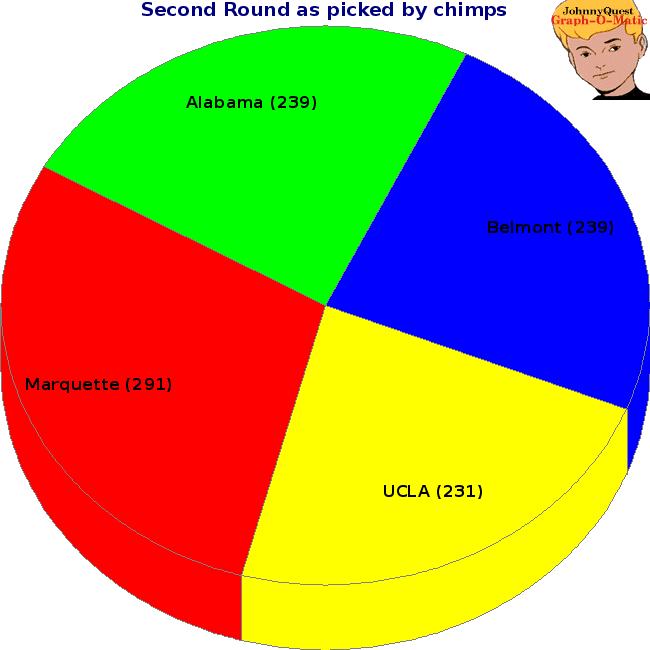 Second Round as picked by chimps
JohnnyQuest
Graph-O-Matic
Alabama (239)
Belmont (239)
Marquette (291)
UCLA (231)